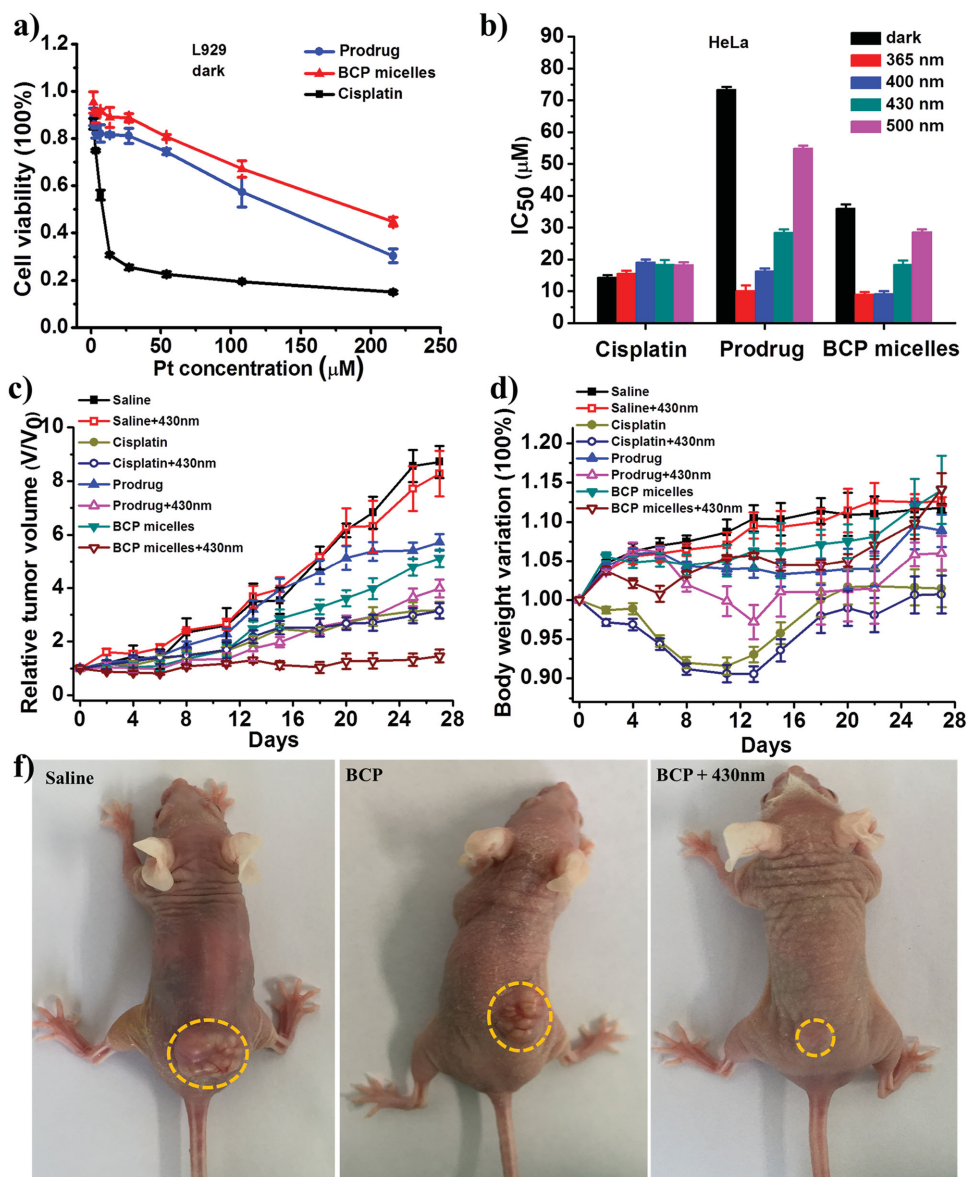 a)
L929
dark
Prodrug
BCP micelles
Cisplatin
1.2
1.0
0.8
0.6
0.4
0.2
0.0
Cell viability (100%)
0 50 100 150 200 250
Pt concentration (μM)
b)
HeLa
dark
365 nm
400 nm
430 nm
500 nm
90
80
70
60
50
40
30
20
10
0
IC50 (μM)
Cisplatin Prodrug BCP micelles
c)
Saline
Saline+430nm
Cisplatin
Cisplatin+430nm
Prodrug
Prodrug+430nm
BCP micelles
BCP micelles+430nm
10
8
6
4
2
0
Relative tumor volume (V/V0)
0 4 8 12 16 20 24 28
Days
d)
Saline
Saline+430nm
Cisplatin
Cisplatin+430nm
Prodrug
Prodrug+430nm
BCP micelles
BCP micelles+430nm
1.20
1.15
1.10
1.05
1.00
0.95
0.90
Body weight variation (100%)
0 4 8 12 16 20 24 28
Days
f)
Saline
BCP
BCP + 430nm